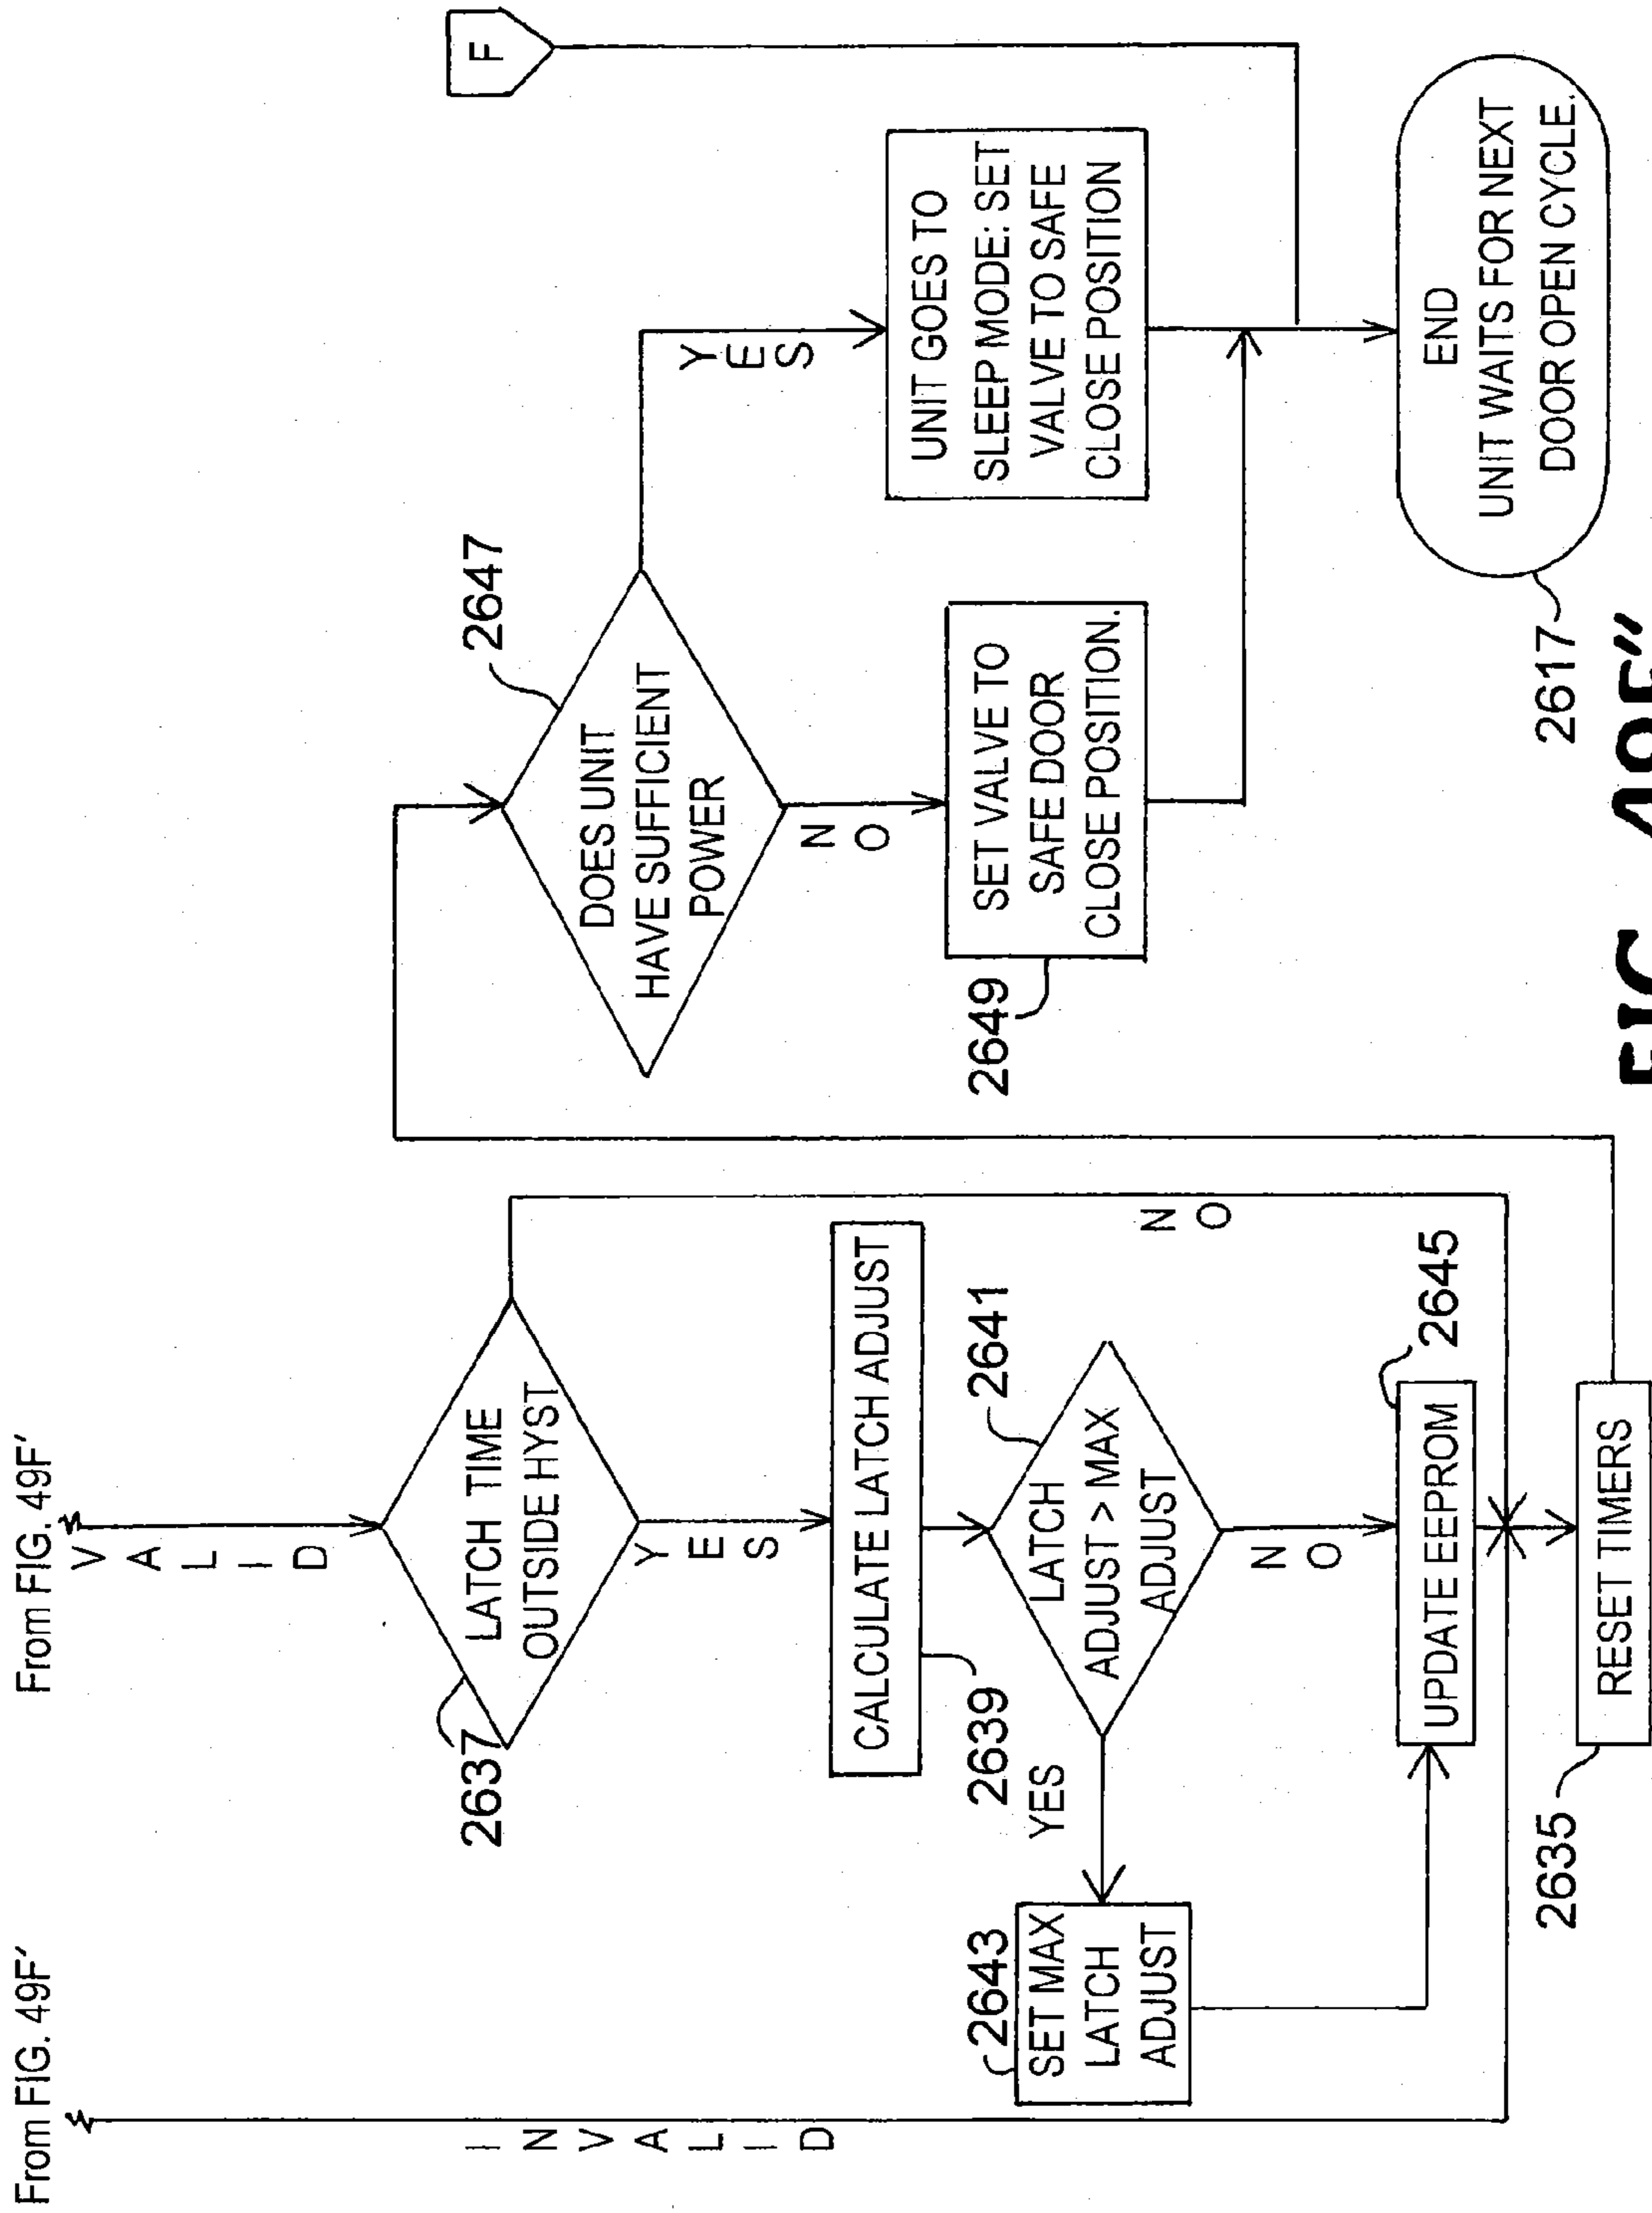 From FIG. 49F'
INVALID
From FIG. 49F'
VALID
2637
LATCH TIME
OUTSIDE HYST
YES
NO
CALCULATE LATCH ADJUST
2639
2641
LATCH
ADJUST > MAX
ADJUST
YES
NO
2643
SET MAX
LATCH
ADJUST
UPDATE EEPROM
2645
2635
RESET TIMERS
2647
DOES UNIT
HAVE SUFFICIENT
POWER
YES
NO
2649
SET VALVE TO
SAFE DOOR
CLOSE POSITION.
UNIT GOES TO
SLEEP MODE: SET
VALVE TO SAFE
CLOSE POSITION
F
END
UNIT WAITS FOR NEXT
DOOR OPEN CYCLE.
2617
FIG. 49F"